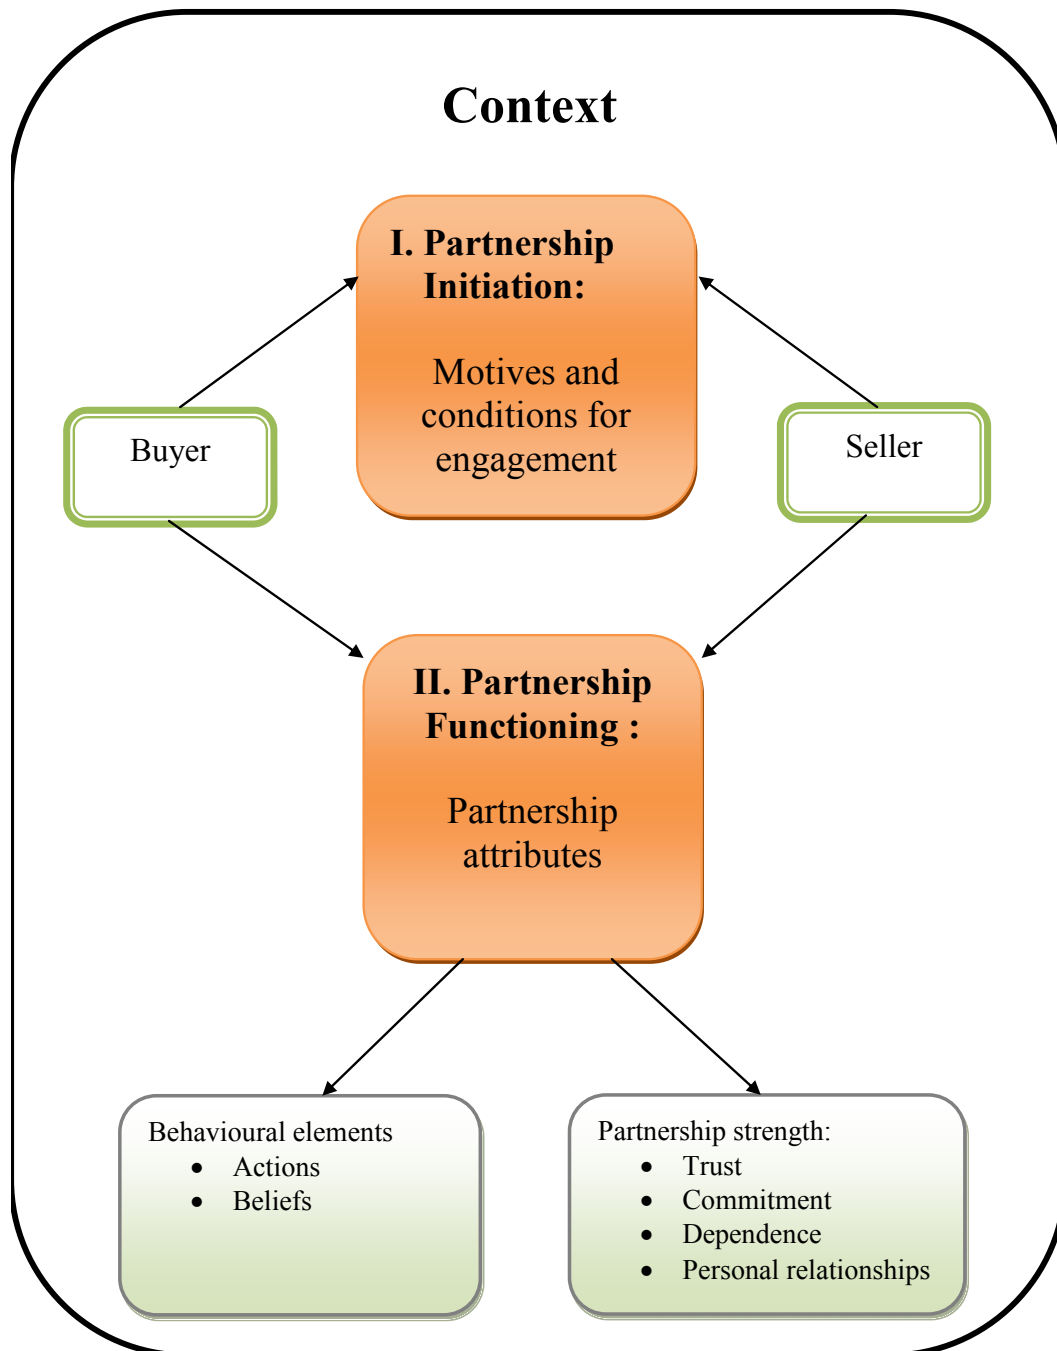 Context
I. Partnership
Initiation:
Motives and
conditions for
engagement
Buyer
Seller
II. Partnership
Functioning :
Partnership
attributes
Behavioural elements
• Actions
• Beliefs
Partnership strength:
• Trust
• Commitment
• Dependence
• Personal relationships